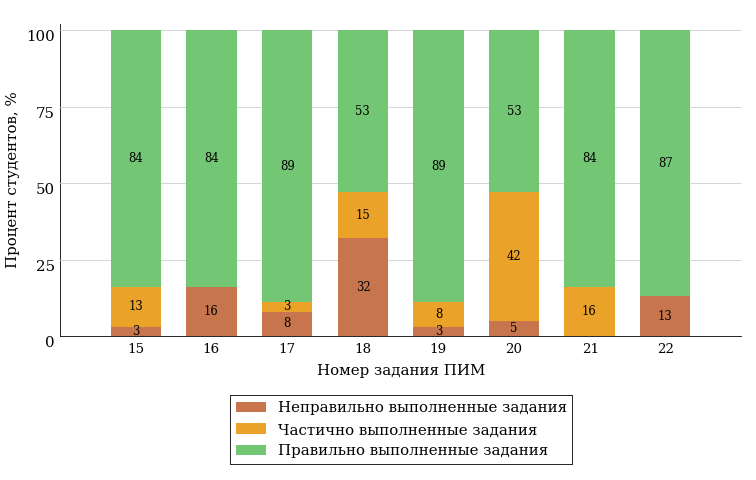 100
75
50
25
0
Процент студентов, %
84 84 89 53 89 53 84 87
13 3 15 8 42 16
3 16 8 32 3 5 13
15 16 17 18 19 20 21 22
Номер задания ПИМ
Неправильно выполненные задания
Частично выполненные задания
Правильно выполненные задания